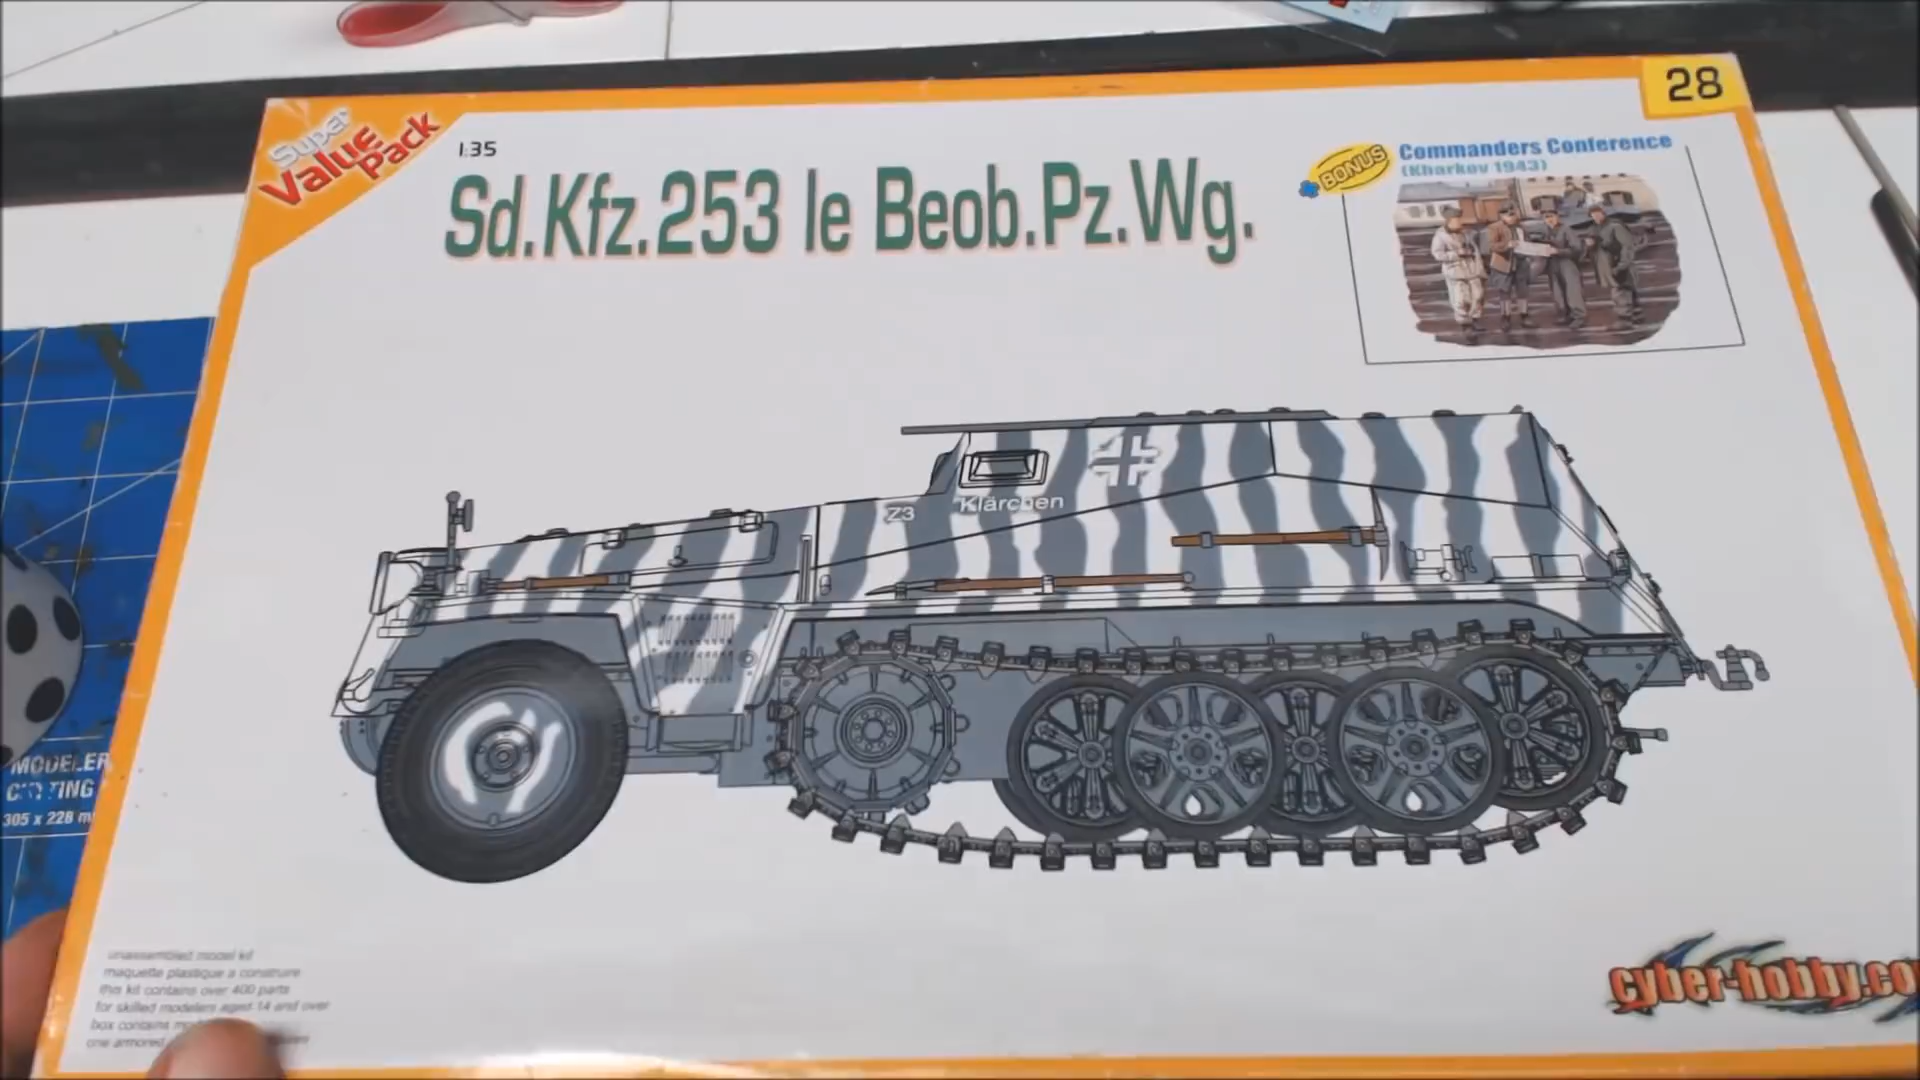 Super
Value
Pack
1:35
Sd.Kfz.253 le Beob.Pz.Wg.
28
BONUS
Commanders Conference
(Kharkov 1943)
Z3
Klärchen
MODELER
305 x 228 m
unassembled model kit
maquette plastique a construire
this kit contains over 400 parts
for skilled modelers aged 14 and over
box contains
one armored
cyber-hobby.co